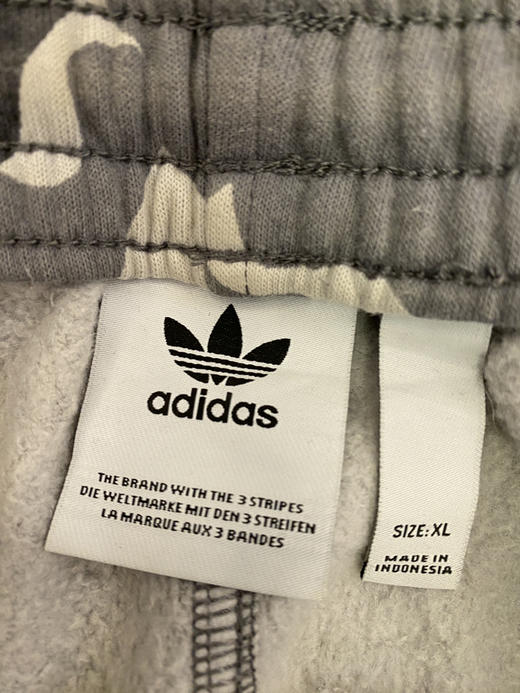 adidas
THE BRAND WITH THE 3 STRIPES
DIE WELTMARKE MIT DEN 3 STREIFEN
LA MARQUE AUX 3 BANDES
SIZE: XL
MADE IN
INDONESIA